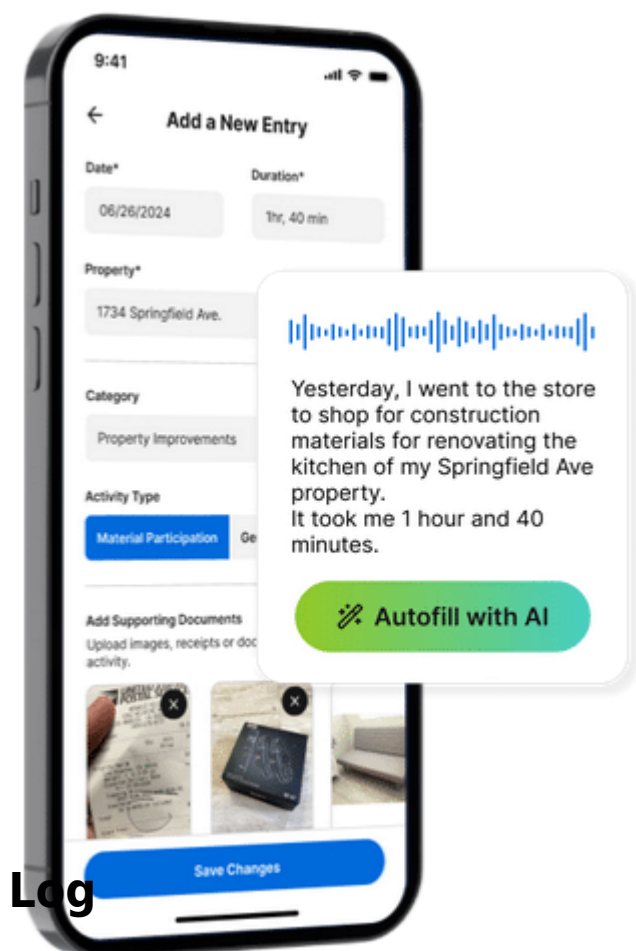 9:41
Add a New Entry
Date*
Duration*
06/26/2024
1hr, 40 min
Property*
1734 Springfield Ave.
Category
Property Improvements
Activity Type
Material Participation
Ge
Add Supporting Documents
Upload images, receipts or doc
activity.
Yesterday, I went to the store
to shop for construction
materials for renovating the
kitchen of my Springfield Ave
property.
It took me 1 hour and 40
minutes.
Autofill with AI
POSTAL
Save Changes
Log